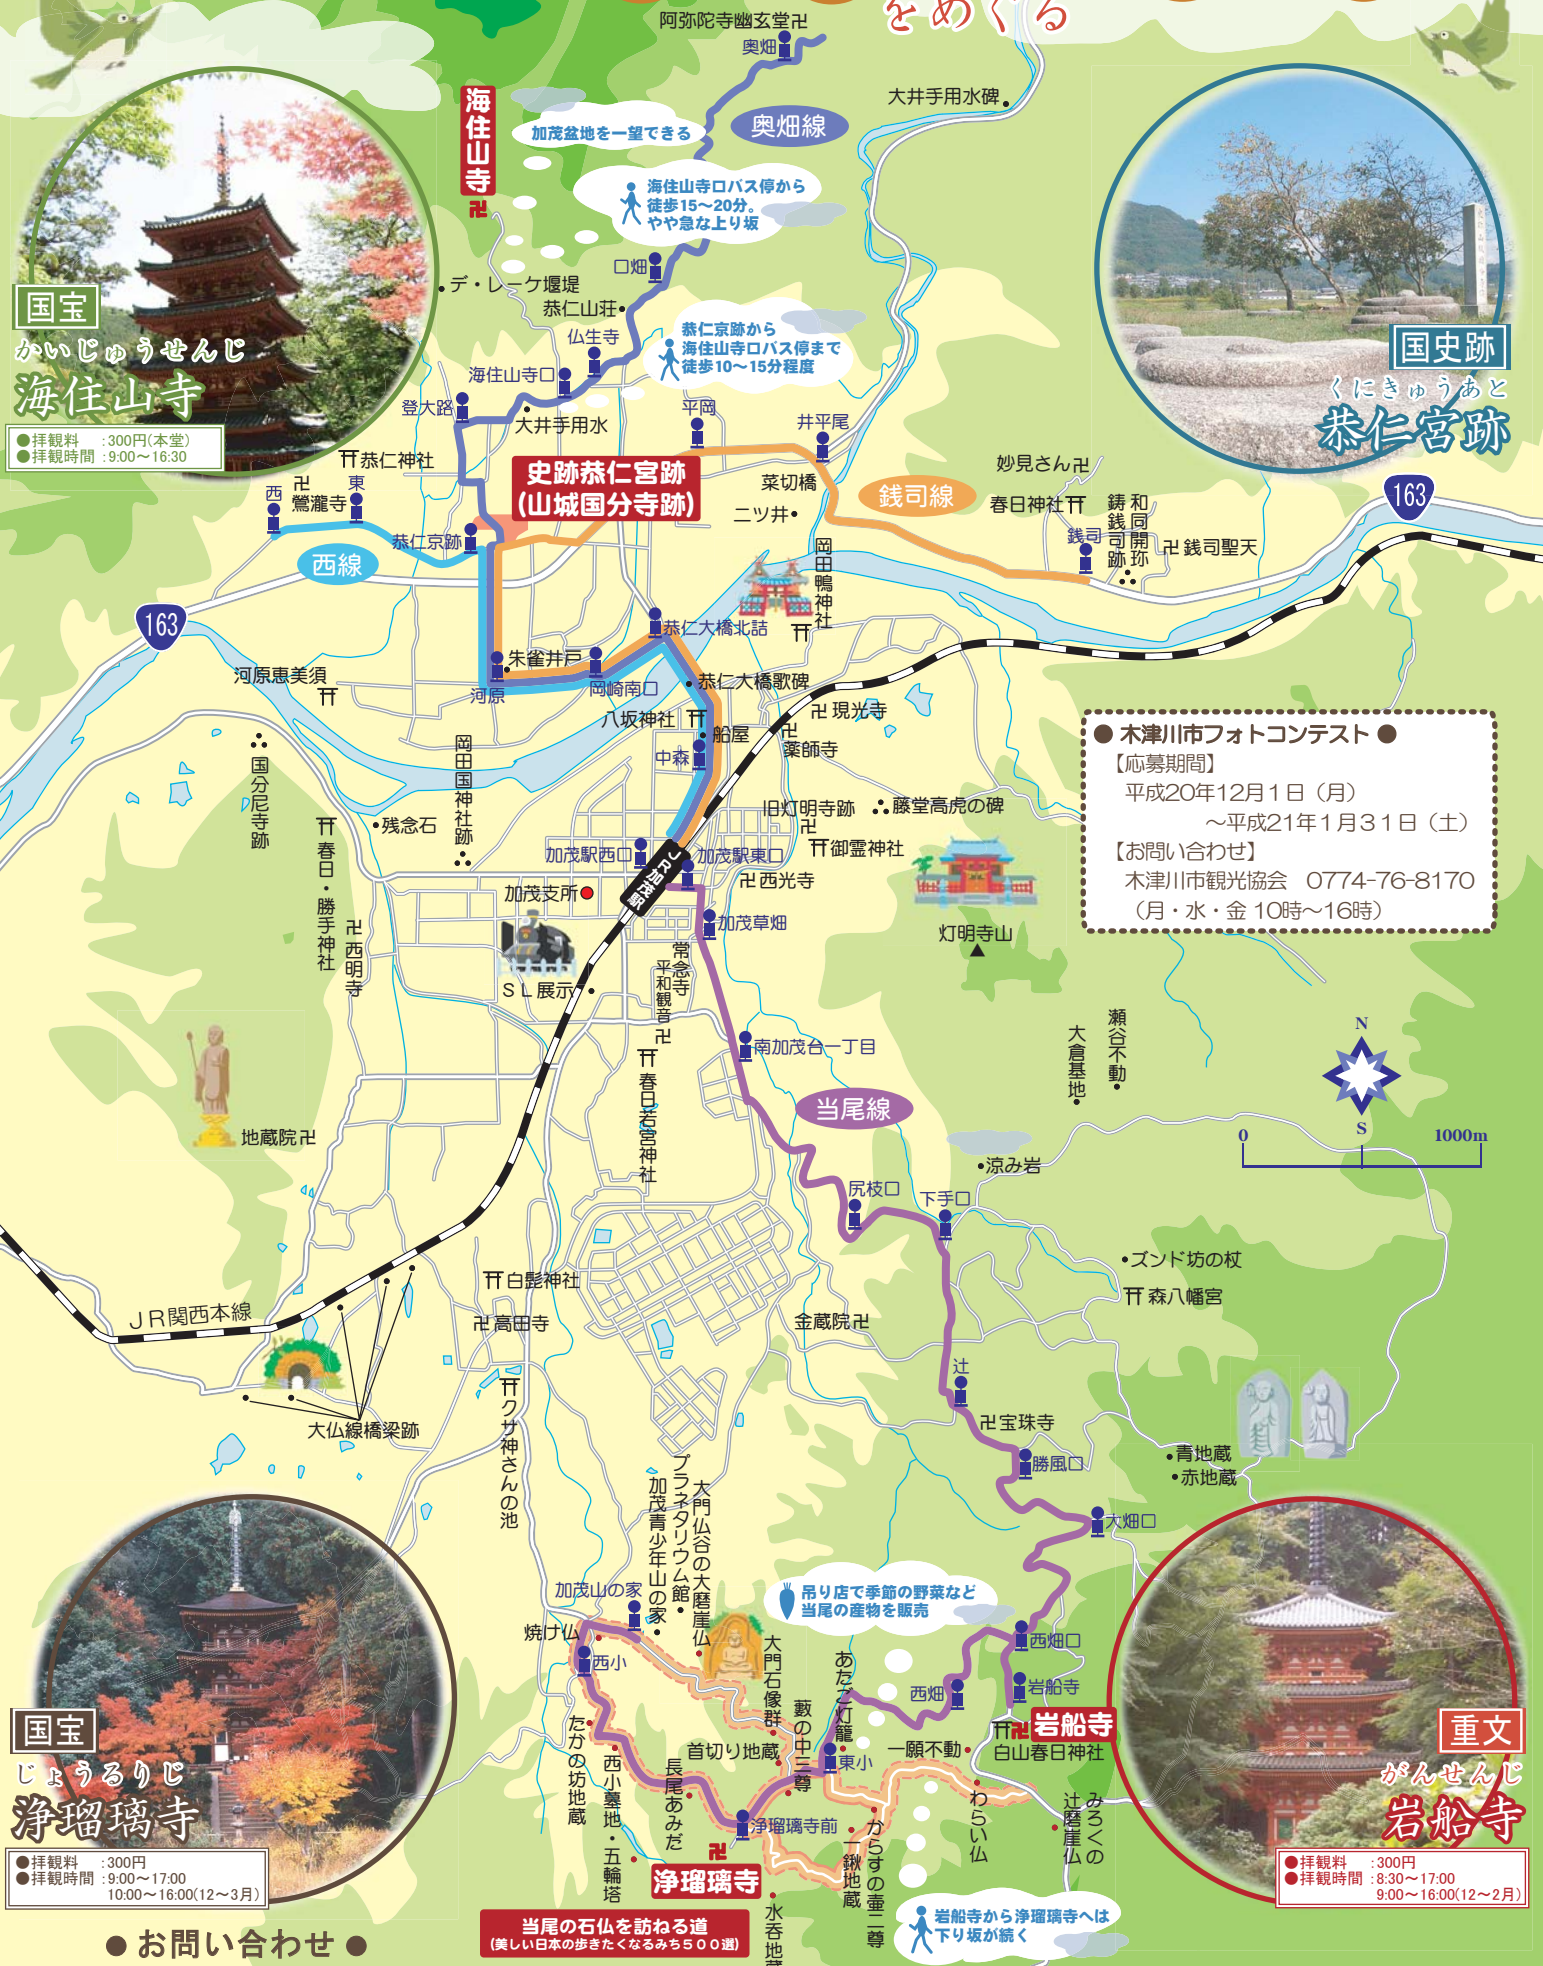 をめぐる
阿弥陀寺幽玄堂卍
奥畑
大井手用水碑
奥畑線
海住山寺
卍
加茂盆地を一望できる
海住山寺口バス停から
徒歩15〜20分。
やや急な上り坂
口畑
デ・レーケ堰堤
恭仁山荘
仏生寺
恭仁京跡から
海住山寺口バス停まで
徒歩10〜15分程度
海住山寺口
登大路
大井手用水
平岡
井平尾
国宝
かいじゅうせんじ
海住山寺
●拝観料 :300円(本堂)
●拝観時間 :9:00〜16:30
国史跡
くにきゅうあと
恭仁宮跡
恭仁神社
史跡恭仁宮跡
(山城国分寺跡)
菜切橋
二ツ井
銭司線
妙見さん卍
春日神社
銭司
和同開珎
鋳銭司跡
卍銭司聖天
163
西
卍
鶯瀧寺
東
恭仁京跡
西線
岡田鴨神社
163
恭仁大橋北詰
朱雀井戸
河原
岡崎南口
恭仁大橋歌碑
河原恵美須
八坂神社
船屋
中森
卍現光寺
卍
薬師寺
国分尼寺跡
岡田国神社跡
残念石
春日・勝手神社
卍西明寺
旧灯明寺跡
卍
藤堂高虎の碑
御霊神社
加茂駅西口
JR加茂駅
加茂駅東口
卍西光寺
加茂支所
加茂草畑
灯明寺山
●木津川市フォトコンテスト●
【応募期間】
平成20年12月1日（月）
〜平成21年1月31日（土）
【お問い合わせ】
木津川市観光協会 0774-76-8170
（月・水・金 10時〜16時）
SL展示
常念寺
平和観音
卍
南加茂台一丁目
春日若宮神社
瀬谷不動
大倉基地
N
S
0
1000m
地蔵院卍
当尾線
涼み岩
尻枝口
下手口
ズンド坊の杖
森八幡宮
JR関西本線
白髭神社
卍高田寺
金蔵院卍
大仏線橋梁跡
クサ神さんの池
辻
卍宝珠寺
勝風口
青地蔵
赤地蔵
大畑口
大門仏谷の大磨崖仏
プラネタリウム館
加茂青少年山の家
加茂山の家
焼け仏
西小
吊り店で季節の野菜など
当尾の産物を販売
大門石像群
あたご灯籠
藪の中三尊
首切り地蔵
西畑口
西畑
岩船寺
卍岩船寺
白山春日神社
一願不動
東小
たかの坊地蔵
西小墓地・五輪塔
長尾あみだ
浄瑠璃寺前
卍
浄瑠璃寺
わらい仏
みろくの
辻磨崖仏
からすの壷二尊
一鍬地蔵
水呑地蔵
岩船寺から浄瑠璃寺へは
下り坂が続く
当尾の石仏を訪ねる道
(美しい日本の歩きたくなるみち500選)
国宝
じょうるりじ
浄瑠璃寺
●拝観料 :300円
●拝観時間 :9:00〜17:00
10:00〜16:00(12〜3月)
重文
がんせんじ
岩船寺
●拝観料 :300円
●拝観時間 :8:30〜17:00
9:00〜16:00(12〜2月)
●お問い合わせ●